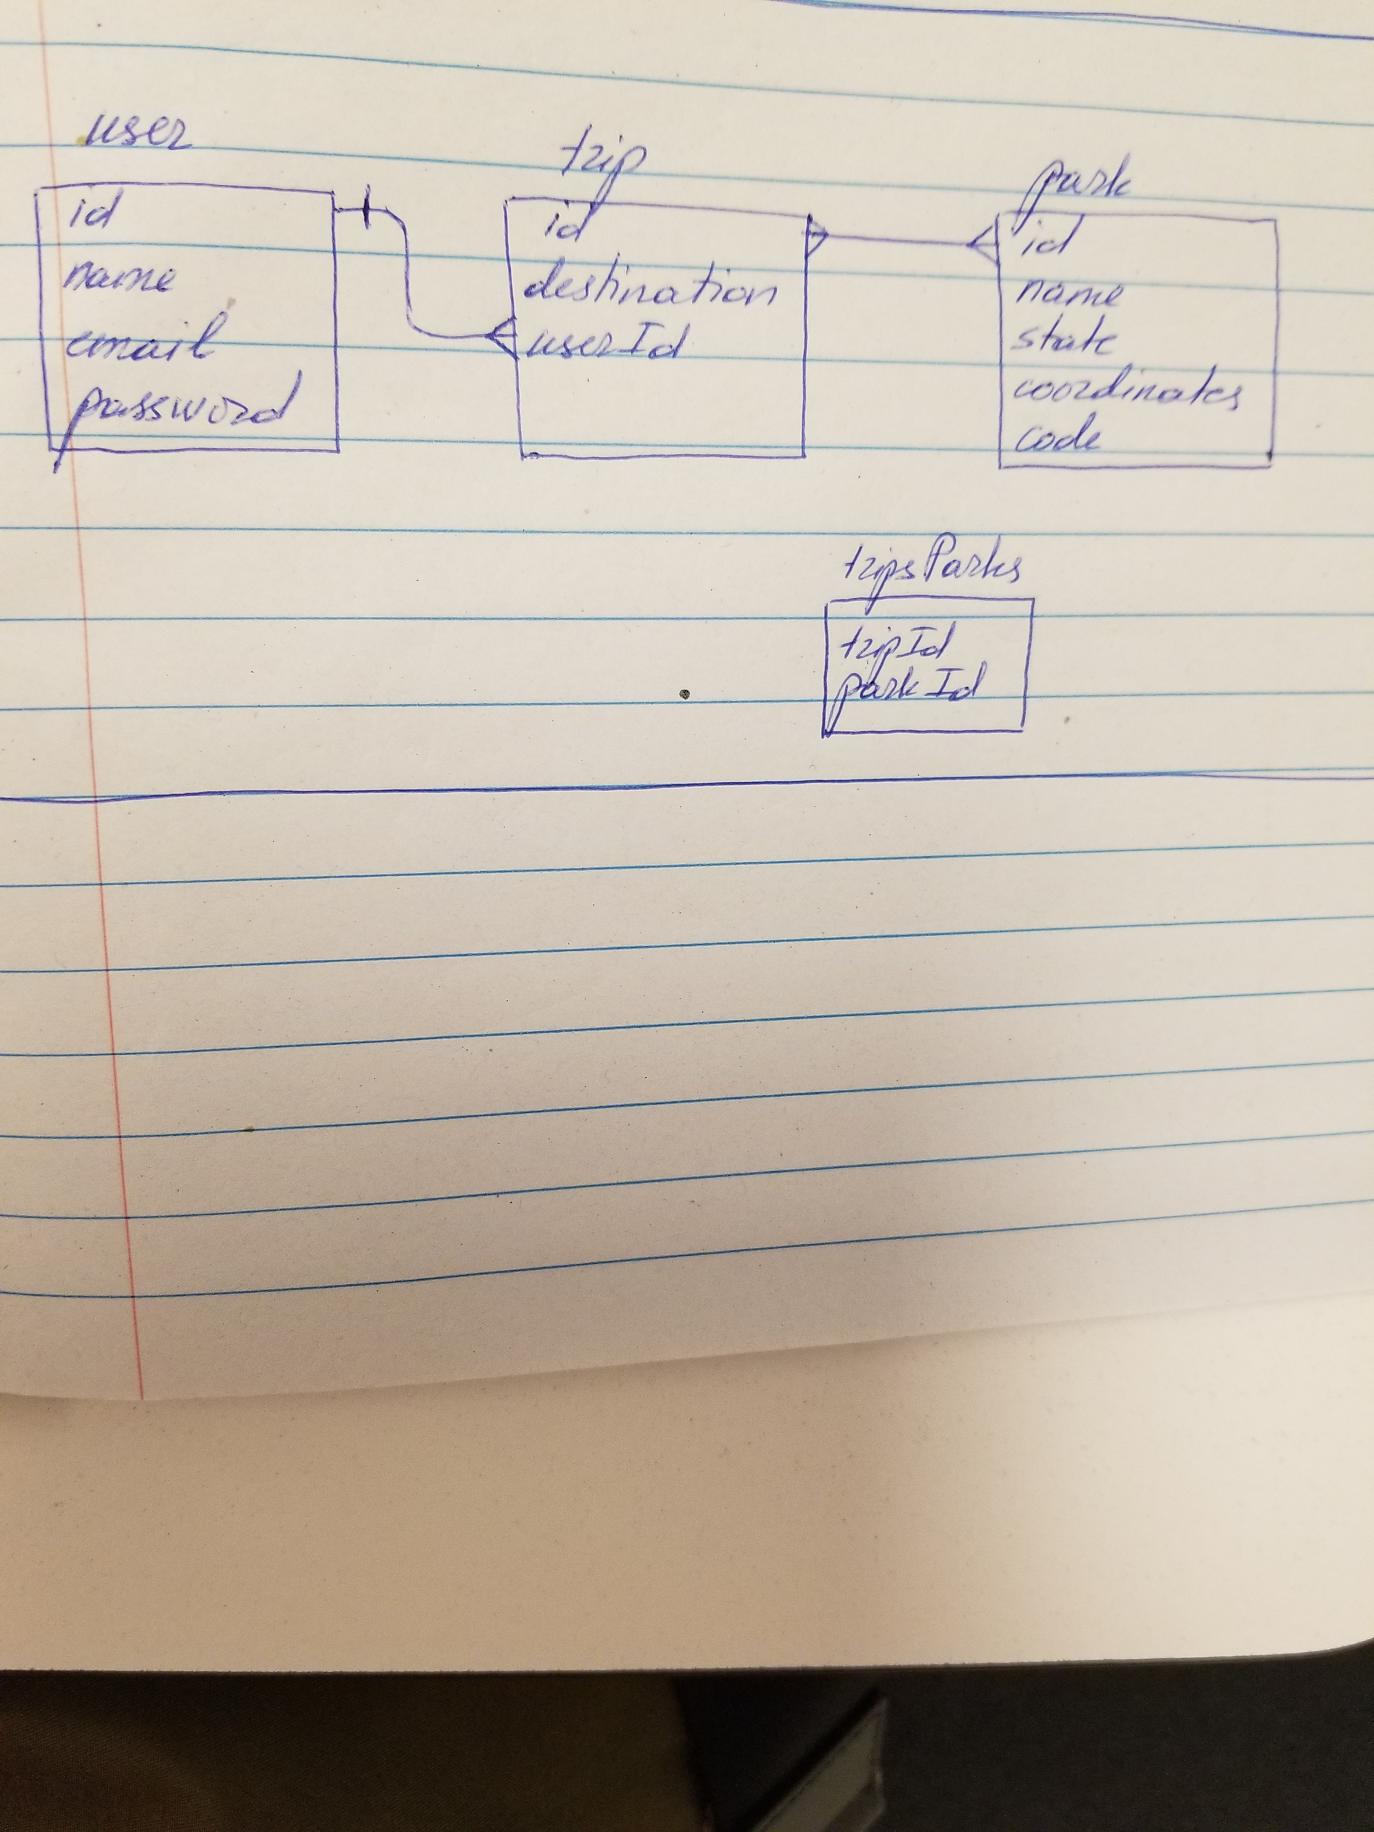 user
id
name
email
password
trip
id
destination
userId
park
id
name
state
coordinates
code
tripsParks
tripId
parkId